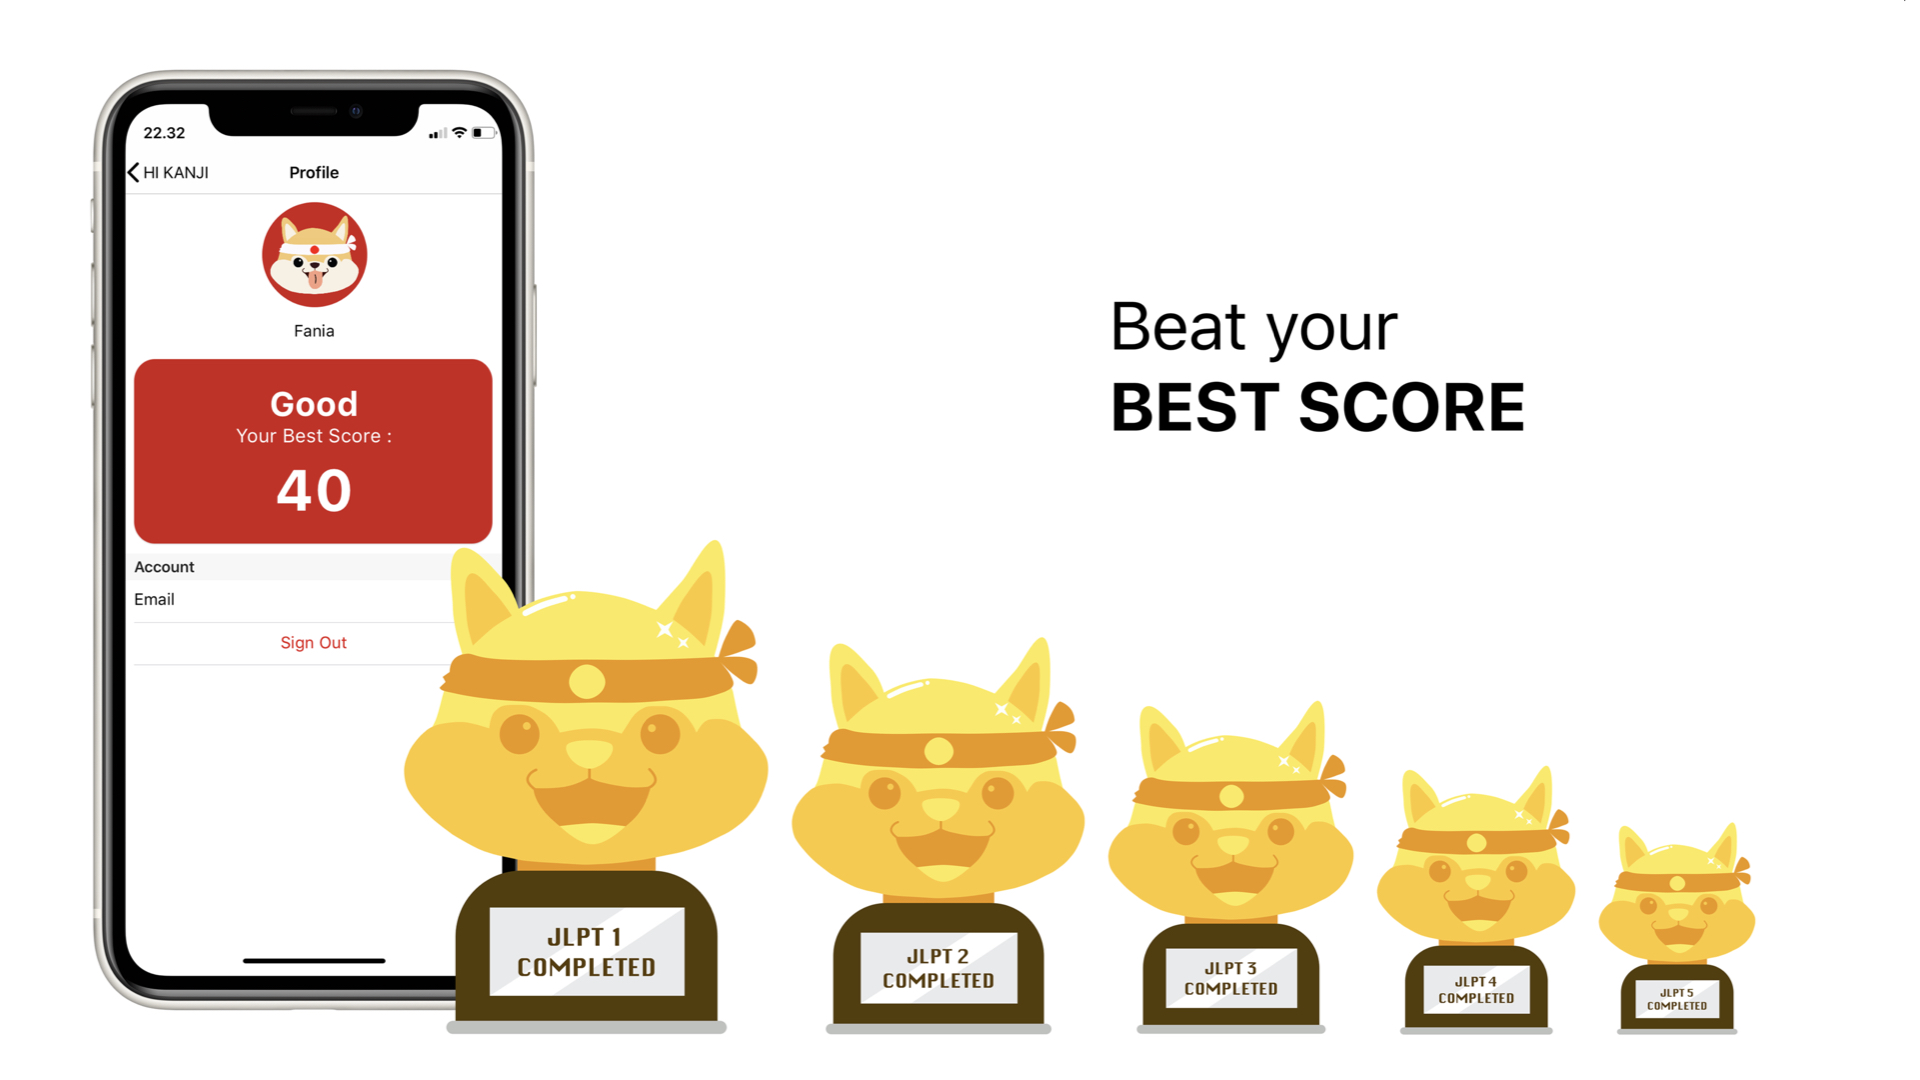 22.32
HI KANJI
Profile
Fania
Good
Your Best Score :
40
Account
Email
Sign Out
Beat your
BEST SCORE
JLPT 1
COMPLETED
JLPT 2
COMPLETED
JLPT 3
COMPLETED
JLPT 4
COMPLETED
JLPT 5
COMPLETED